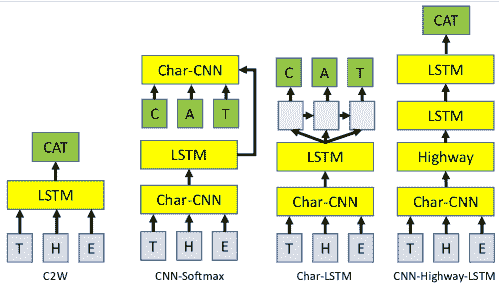 CAT
LSTM
T H E
C2W
Char-CNN
C A T
LSTM
Char-CNN
T H E
CNN-Softmax
C A T
LSTM
Char-CNN
T H E
Char-LSTM
CAT
LSTM
LSTM
Highway
Char-CNN
T H E
CNN-Highway-LSTM